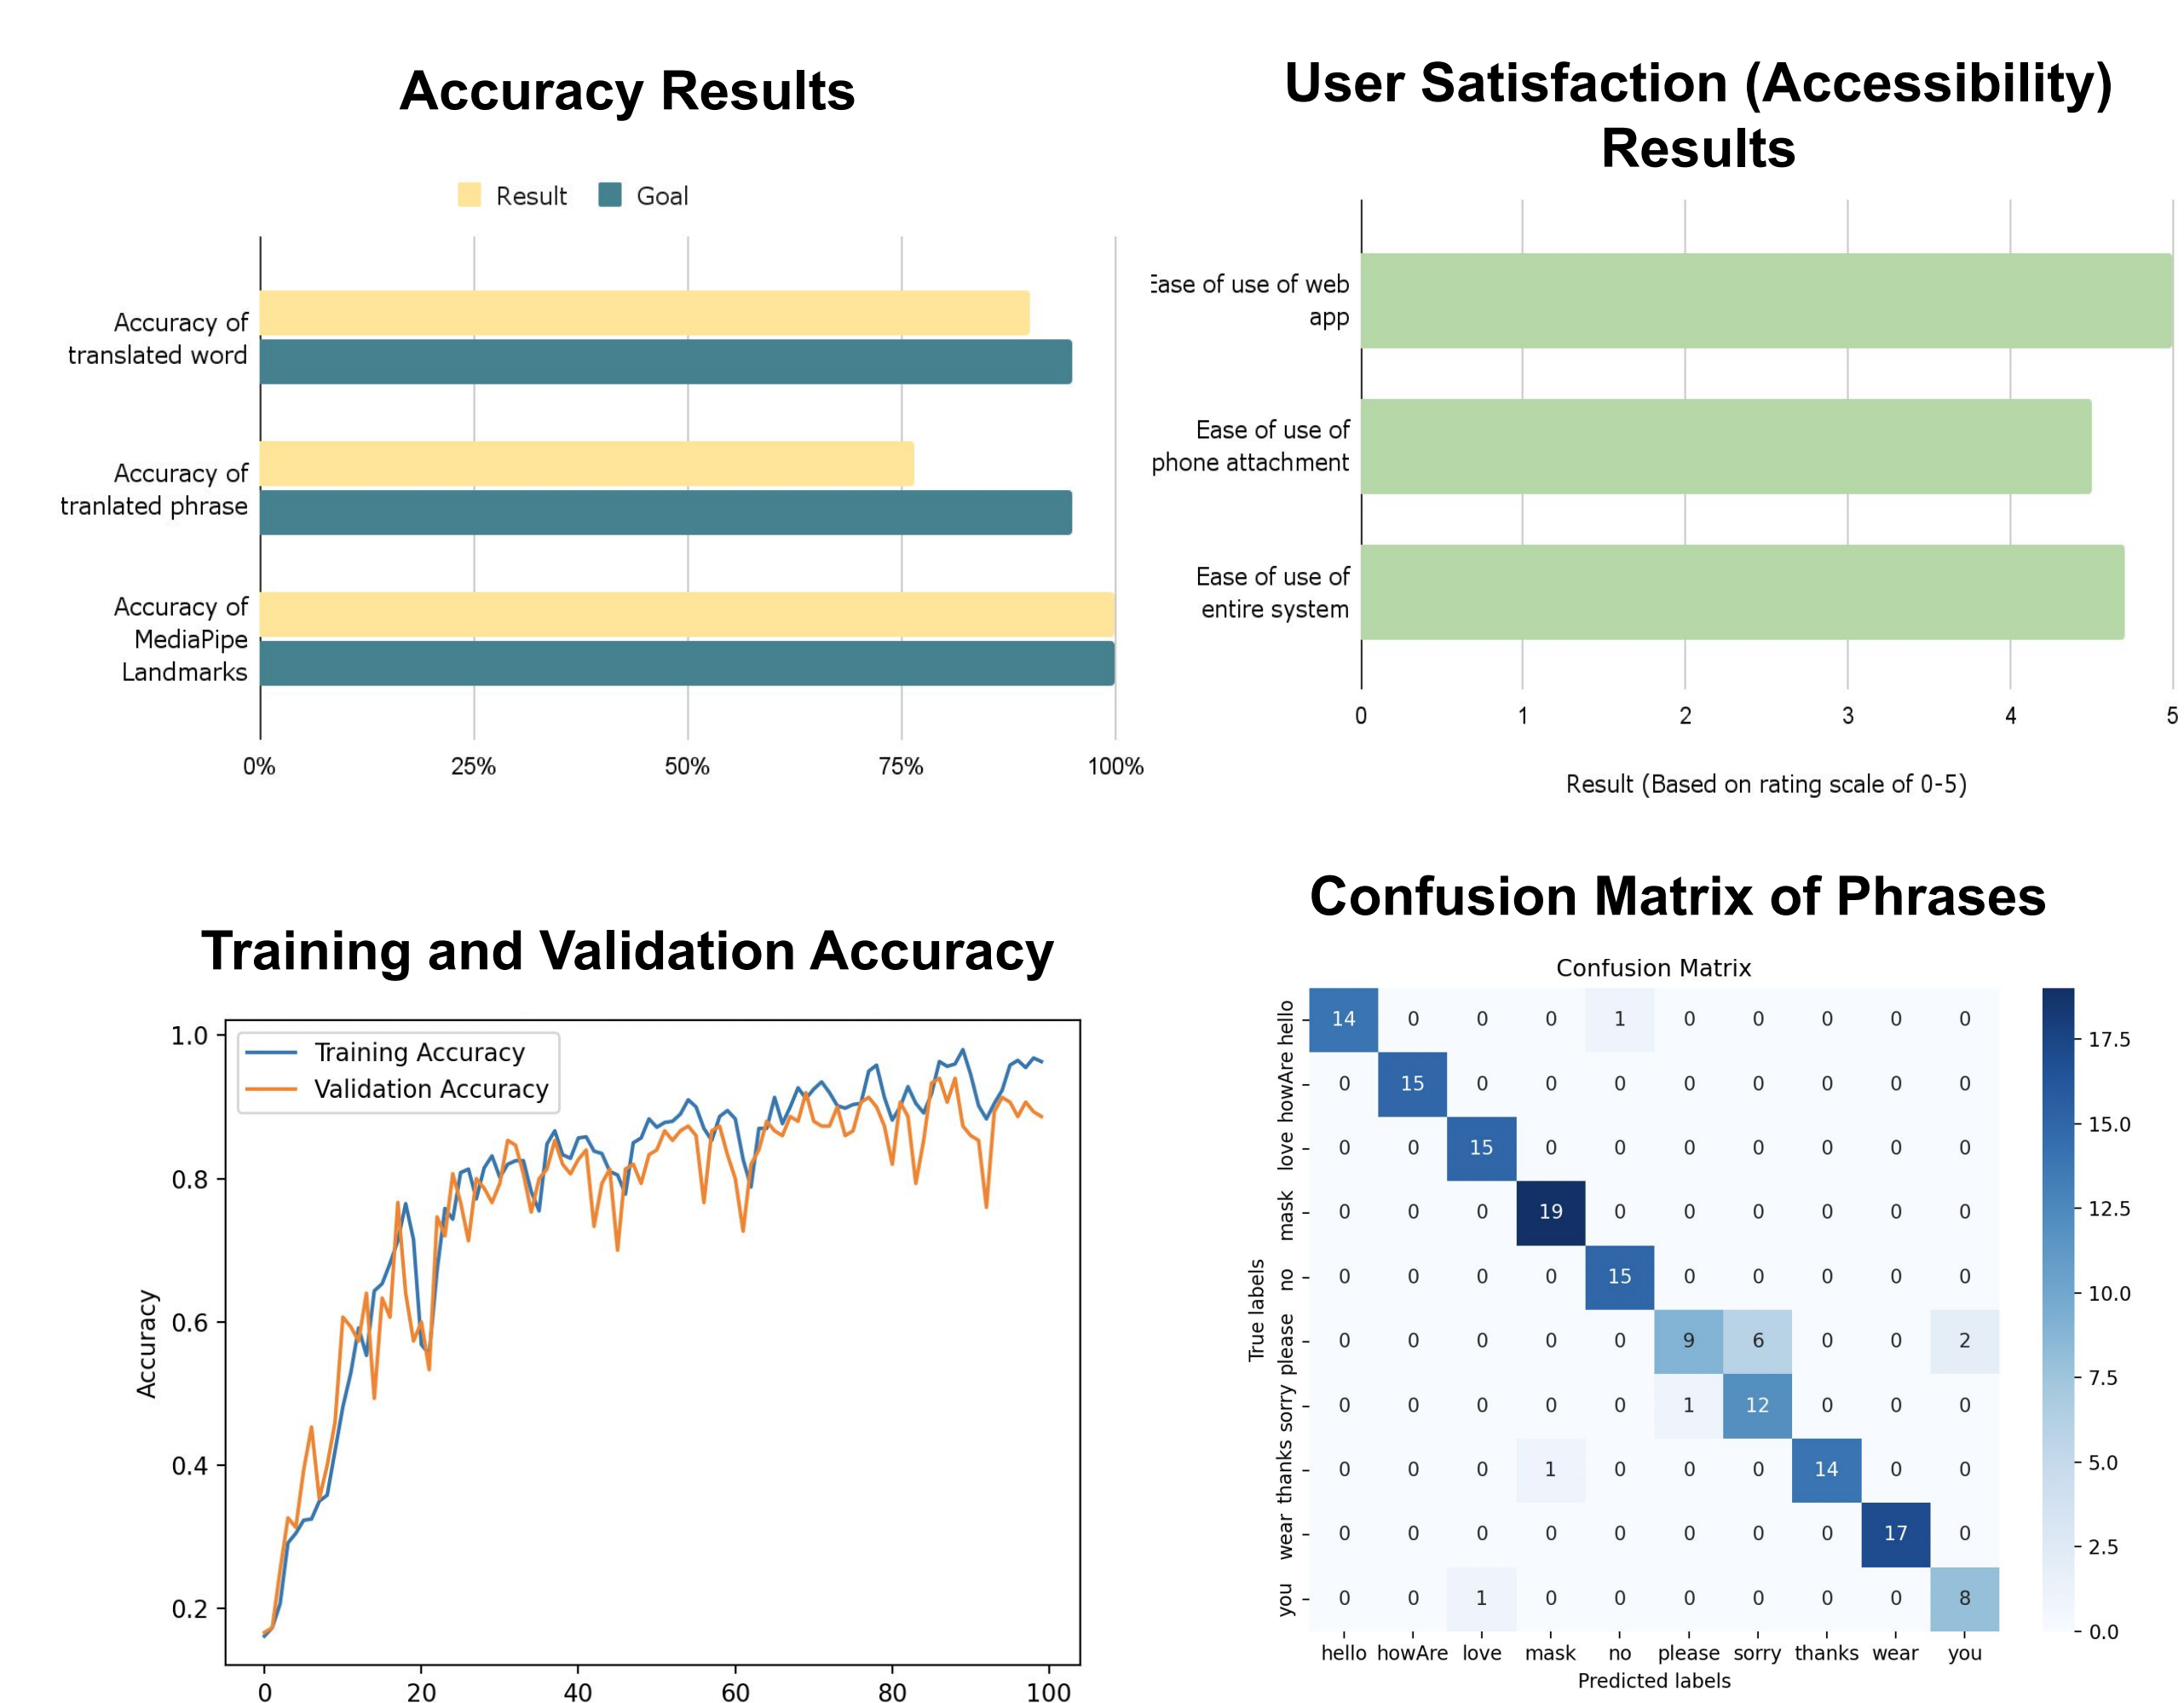 Accuracy Results
Result
Goal
Accuracy of
translated word
Accuracy of
tranlated phrase
Accuracy of
MediaPipe
Landmarks
0%
25%
50%
75%
100%
User Satisfaction (Accessibility)
Results
Ease of use of web
app
Ease of use of
phone attachment
Ease of use of
entire system
0
1
2
3
4
5
Result (Based on rating scale of 0-5)
Training and Validation Accuracy
Training Accuracy
Validation Accuracy
Accuracy
1.0
0.8
0.6
0.4
0.2
0
20
40
60
80
100
Confusion Matrix of Phrases
Confusion Matrix
True labels
hello 14 0 0 0 1 0 0 0 0 0
howAre 0 15 0 0 0 0 0 0 0 0
love 0 0 15 0 0 0 0 0 0 0
mask 0 0 0 19 0 0 0 0 0 0
no 0 0 0 0 15 0 0 0 0 0
please 0 0 0 0 0 9 6 0 0 2
sorry 0 0 0 0 0 1 12 0 0 0
thanks 0 0 0 1 0 0 0 14 0 0
wear 0 0 0 0 0 0 0 0 17 0
you 0 0 1 0 0 0 0 0 0 8
hello howAre love mask no please sorry thanks wear you
Predicted labels
17.5
15.0
12.5
10.0
7.5
5.0
2.5
0.0